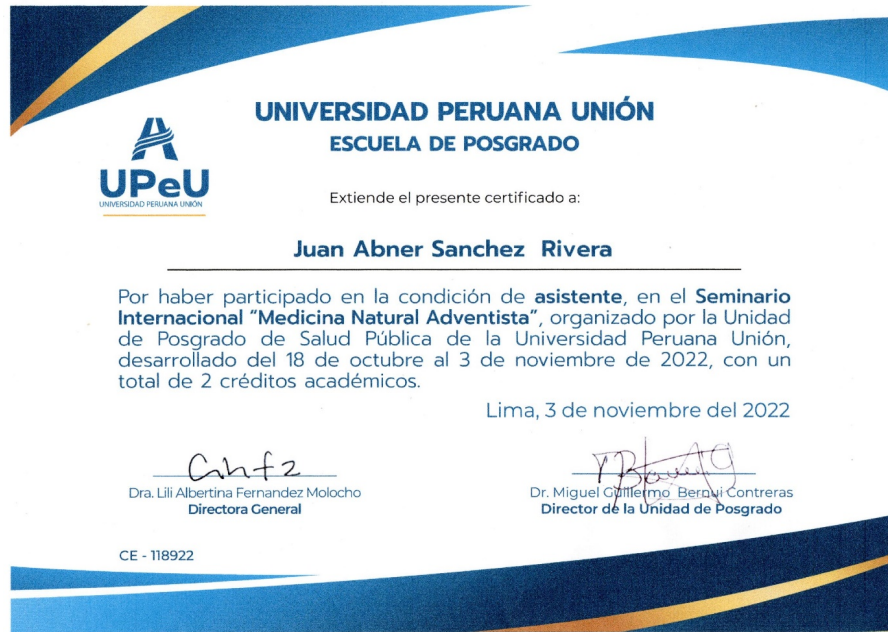 UNIVERSIDAD PERUANA UNIÓN
ESCUELA DE POSGRADO
UPeU
UNIVERSIDAD PERUANA UNIÓN
Extiende el presente certificado a:
Juan Abner Sanchez Rivera
Por haber participado en la condición de asistente, en el Seminario
Internacional “Medicina Natural Adventista”, organizado por la Unidad
de Posgrado de Salud Pública de la Universidad Peruana Unión,
desarrollado del 18 de octubre al 3 de noviembre de 2022, con un
total de 2 créditos académicos.
Lima, 3 de noviembre del 2022
Dra. Lili Albertina Fernandez Molocho
Directora General
Dr. Miguel Guillermo Bernui Contreras
Director de la Unidad de Posgrado
CE - 118922